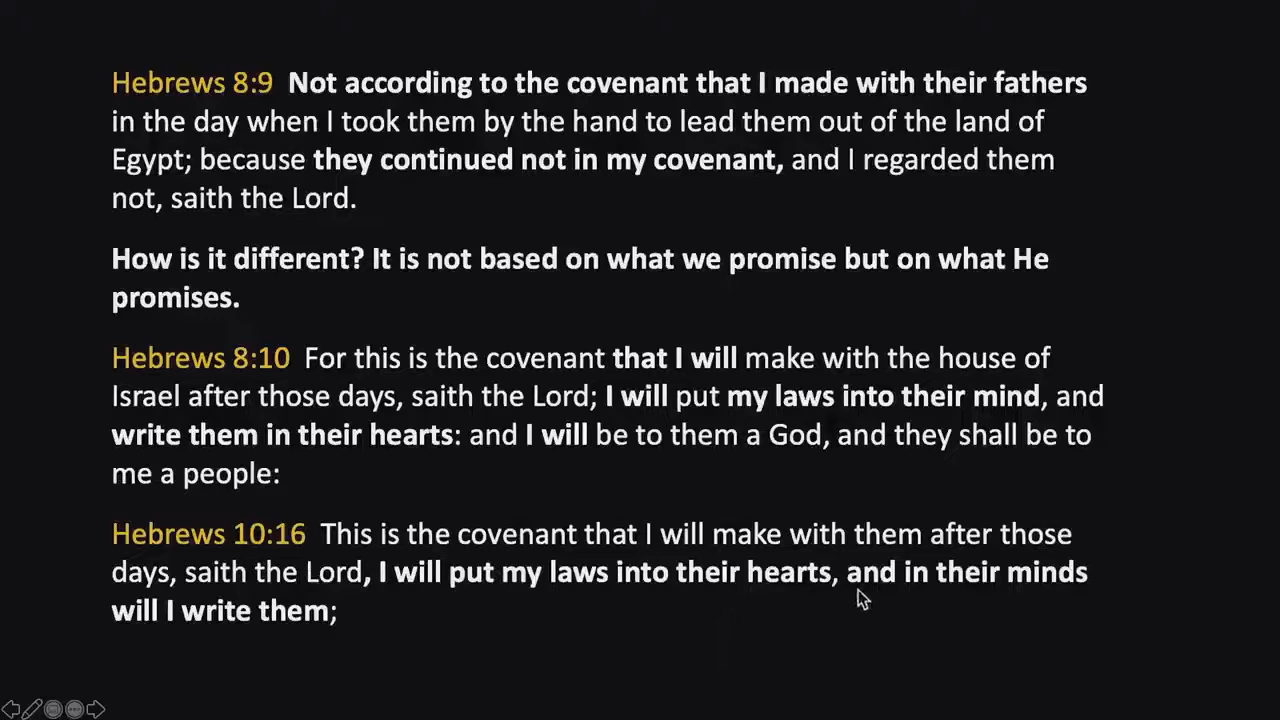 Hebrews 8:9 Not according to the covenant that I made with their fathers
in the day when I took them by the hand to lead them out of the land of
Egypt; because they continued not in my covenant, and I regarded them
not, saith the Lord.
How is it different? It is not based on what we promise but on what He
promises.
Hebrews 8:10 For this is the covenant that I will make with the house of
Israel after those days, saith the Lord; I will put my laws into their mind, and
write them in their hearts: and I will be to them a God, and they shall be to
me a people:
Hebrews 10:16 This is the covenant that I will make with them after those
days, saith the Lord, I will put my laws into their hearts, and in their minds
will I write them;